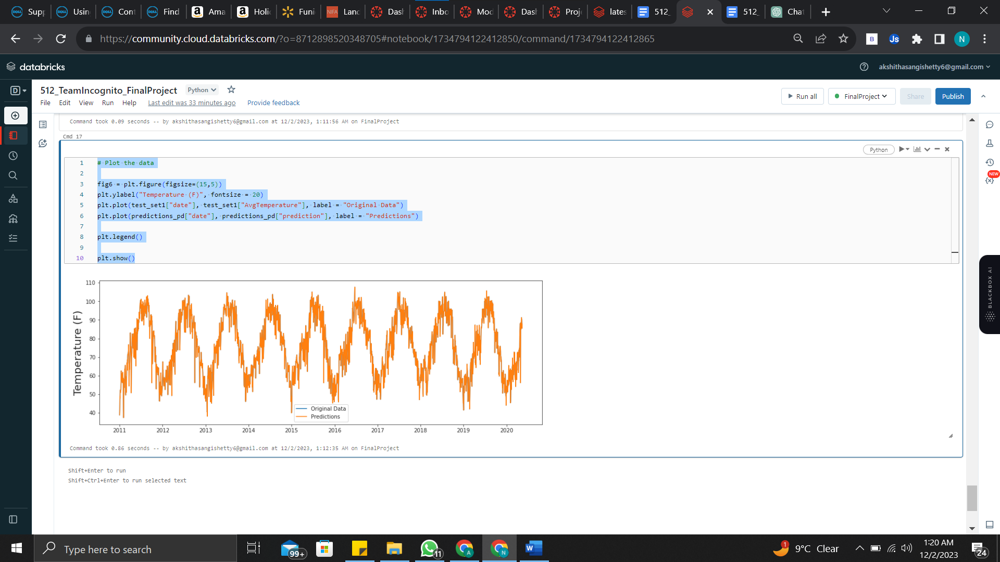 Supp
Usin
Conf
Find
Ama
Holid
Funi
Land
Dash
Inbo
Mod
Dash
Proje
lates
512_
512_
Chat
https://community.cloud.databricks.com/?o=8712898520348705#notebook/1734794122412850/command/1734794122412865
B
Js
N
databricks
akshithasangishetty6@gmail.com
D
512_TeamIncognito_FinalProject
Python
File Edit View Run Help Last edit was 33 minutes ago Provide feedback
Run all
FinalProject
Share
Publish
Command took 0.09 seconds -- by akshithasangishetty6@gmail.com at 12/2/2023, 1:11:56 AM on FinalProject
Cmd 17
Python
NEW
1 # Plot the data
2
3 fig6 = plt.figure(figsize=(15,5))
4 plt.ylabel("Temperature (F)", fontsize = 20)
5 plt.plot(test_set1["date"], test_set1["AvgTemperature"], label = "Original Data")
6 plt.plot(predictions_pd["date"], predictions_pd["prediction"], label = "Predictions")
7
8 plt.legend()
9
10 plt.show()
BLACKBOX AI
110
100
90
80
70
60
50
40
Temperature (F)
Original Data
Predictions
2011 2012 2013 2014 2015 2016 2017 2018 2019 2020
Command took 0.86 seconds -- by akshithasangishetty6@gmail.com at 12/2/2023, 1:12:35 AM on FinalProject
Shift+Enter to run
Shift+Ctrl+Enter to run selected text
Type here to search
99+
11
A
N
W
1
9°C Clear
1:20 AM
12/2/2023
24